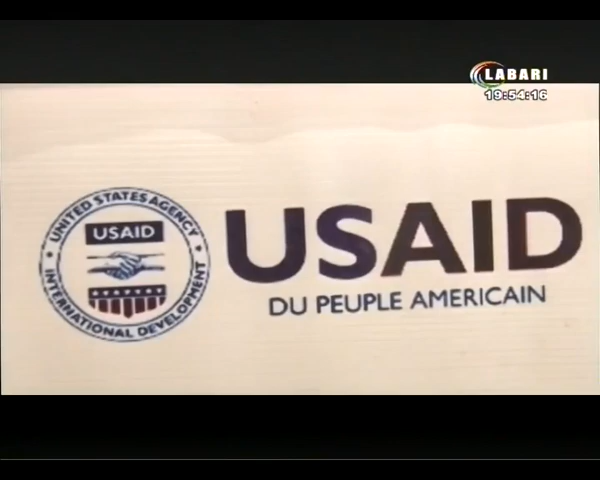 LABARI
19:54:16
UNITED STATES AGENCY
USAID
INTERNATIONAL DEVELOPMENT
USAID
DU PEUPLE AMERICAIN